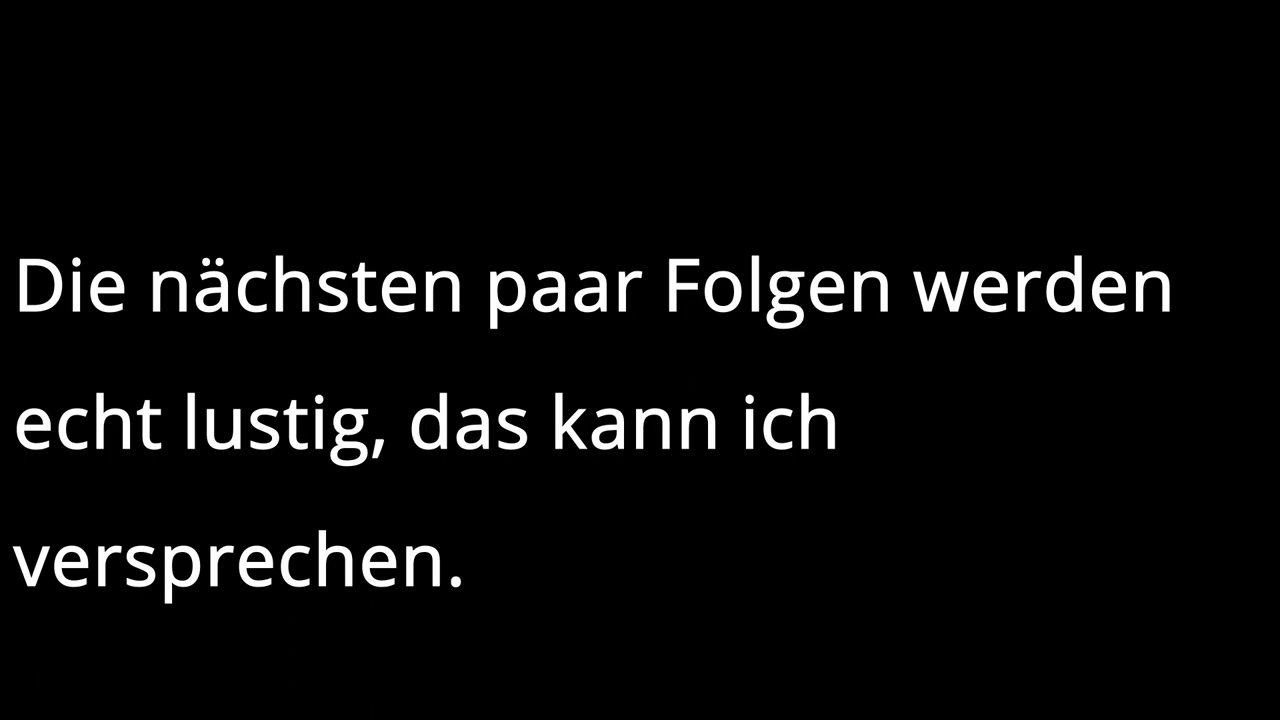 Die nächsten paar Folgen werden
echt lustig, das kann ich
versprechen.